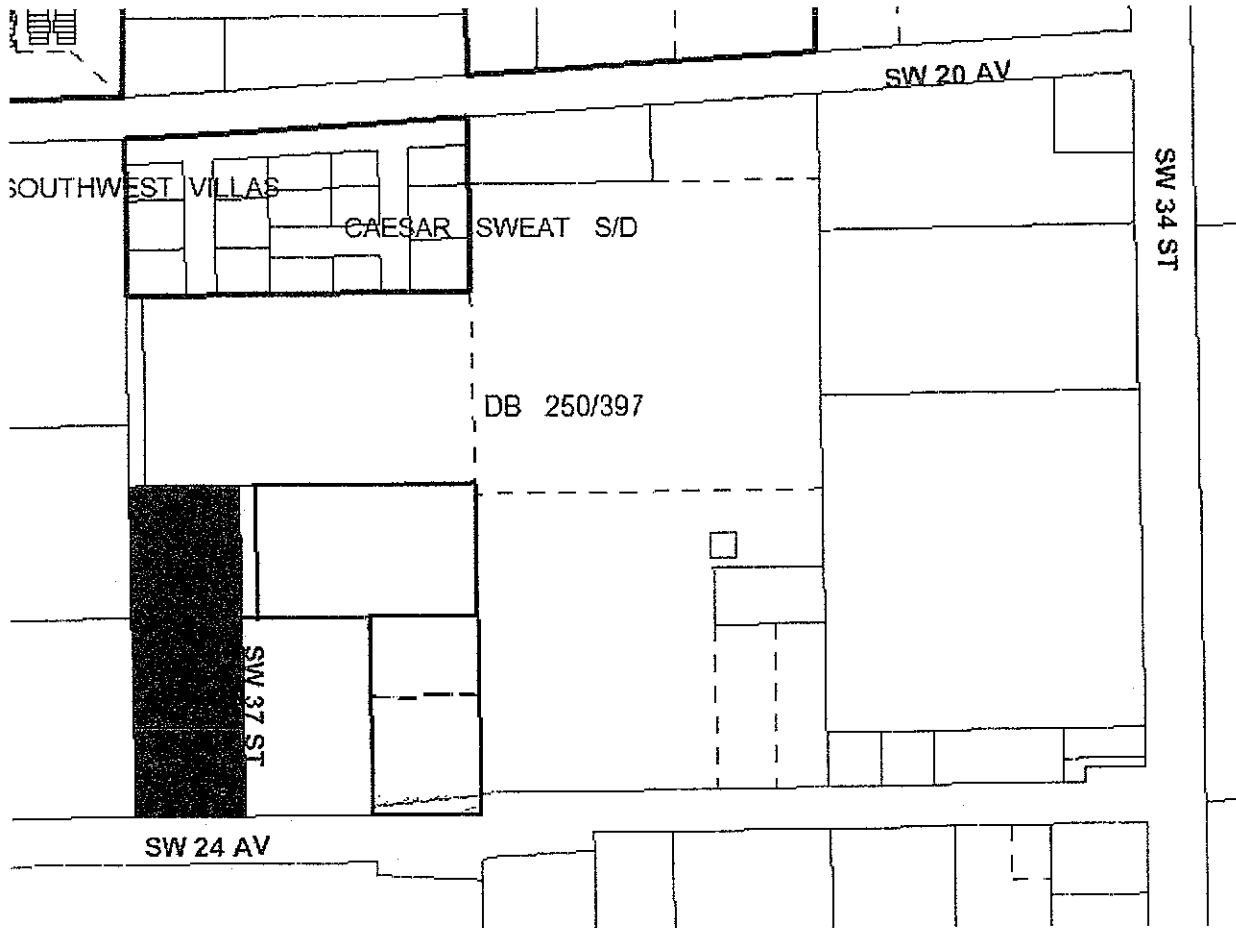 SW 20 AV
SW 34 ST
SOUTHWEST VILLAS
CAESAR SWEAT S/D
DB 250/397
SW 37 ST
SW 24 AV